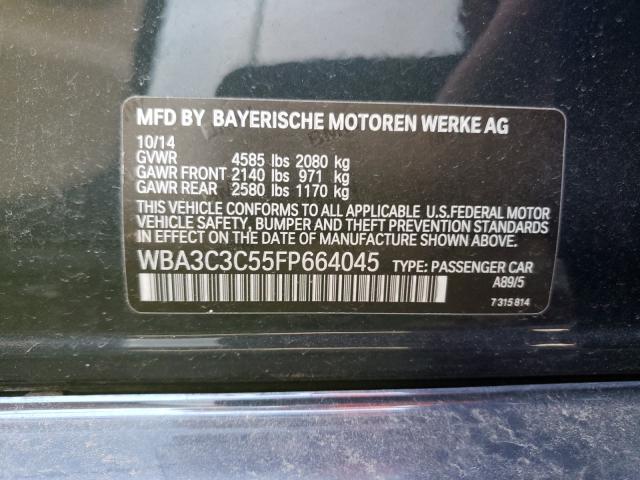 MFD BY BAYERISCHE MOTOREN WERKE AG
10/14
GVWR 4585 lbs 2080 kg
GAWR FRONT 2140 lbs 971 kg
GAWR REAR 2580 lbs 1170 kg
THIS VEHICLE CONFORMS TO ALL APPLICABLE U.S.FEDERAL MOTOR
VEHICLE SAFETY, BUMPER AND THEFT PREVENTION STANDARDS
IN EFFECT ON THE DATE OF MANUFACTURE SHOWN ABOVE.
WBA3C3C55FP664045 TYPE: PASSENGER CAR
A89/5
7 315 814